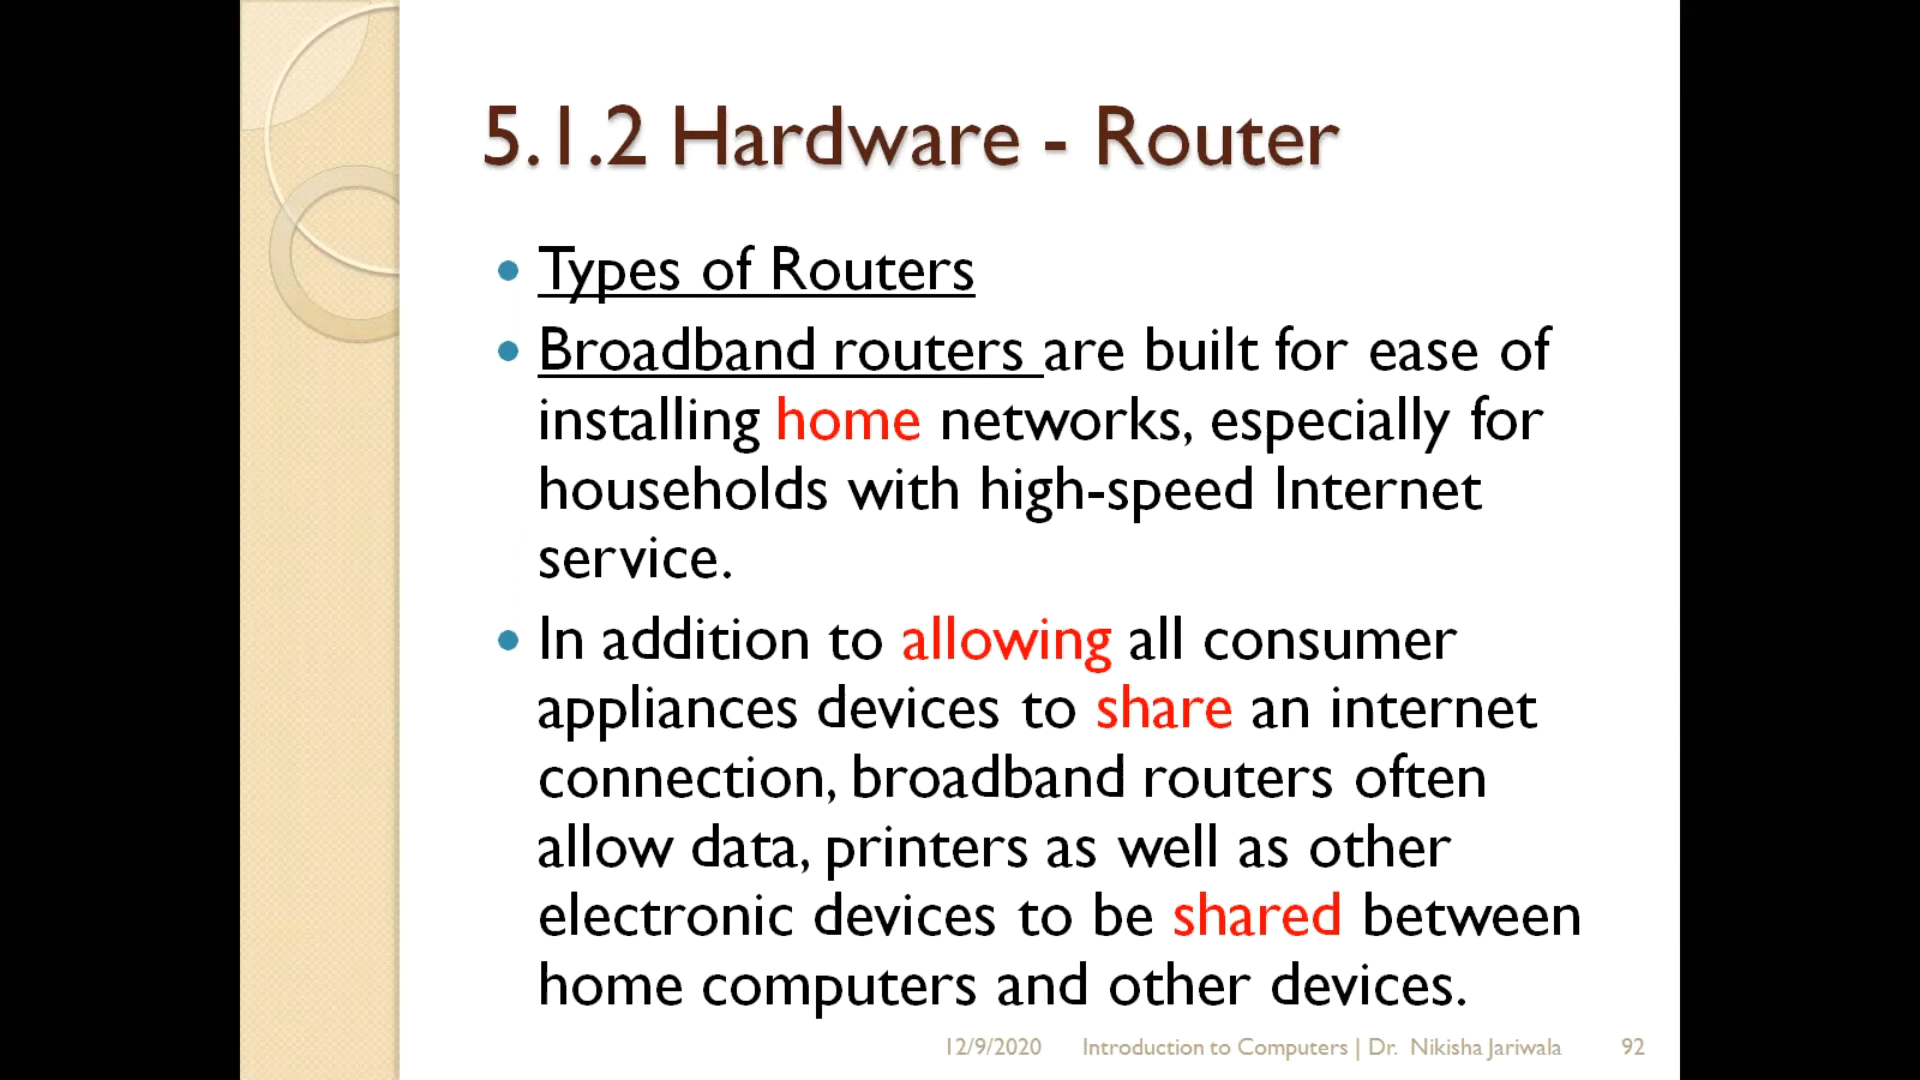 5.1.2 Hardware - Router
• Types of Routers
• Broadband routers are built for ease of
installing home networks, especially for
households with high-speed Internet
service.
• In addition to allowing all consumer
appliances devices to share an internet
connection, broadband routers often
allow data, printers as well as other
electronic devices to be shared between
home computers and other devices.
12/9/2020 Introduction to Computers | Dr. Nikisha Jariwala 92